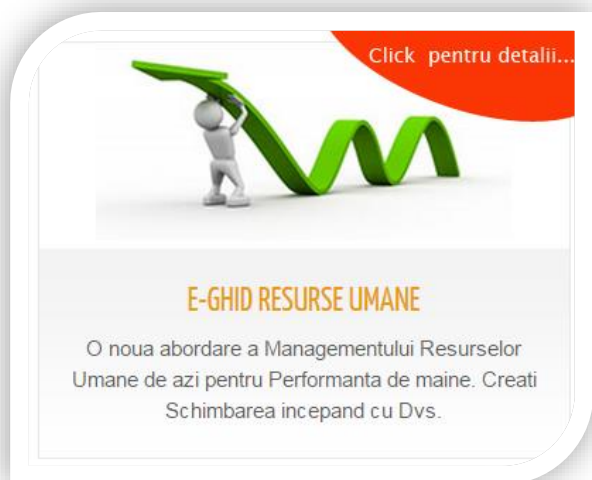 Click pentru detalii...
E-GHID RESURSE UMANE
O noua abordare a Managementului Resurselor
Umane de azi pentru Performanta de maine. Creati
Schimbarea incepand cu Dvs.